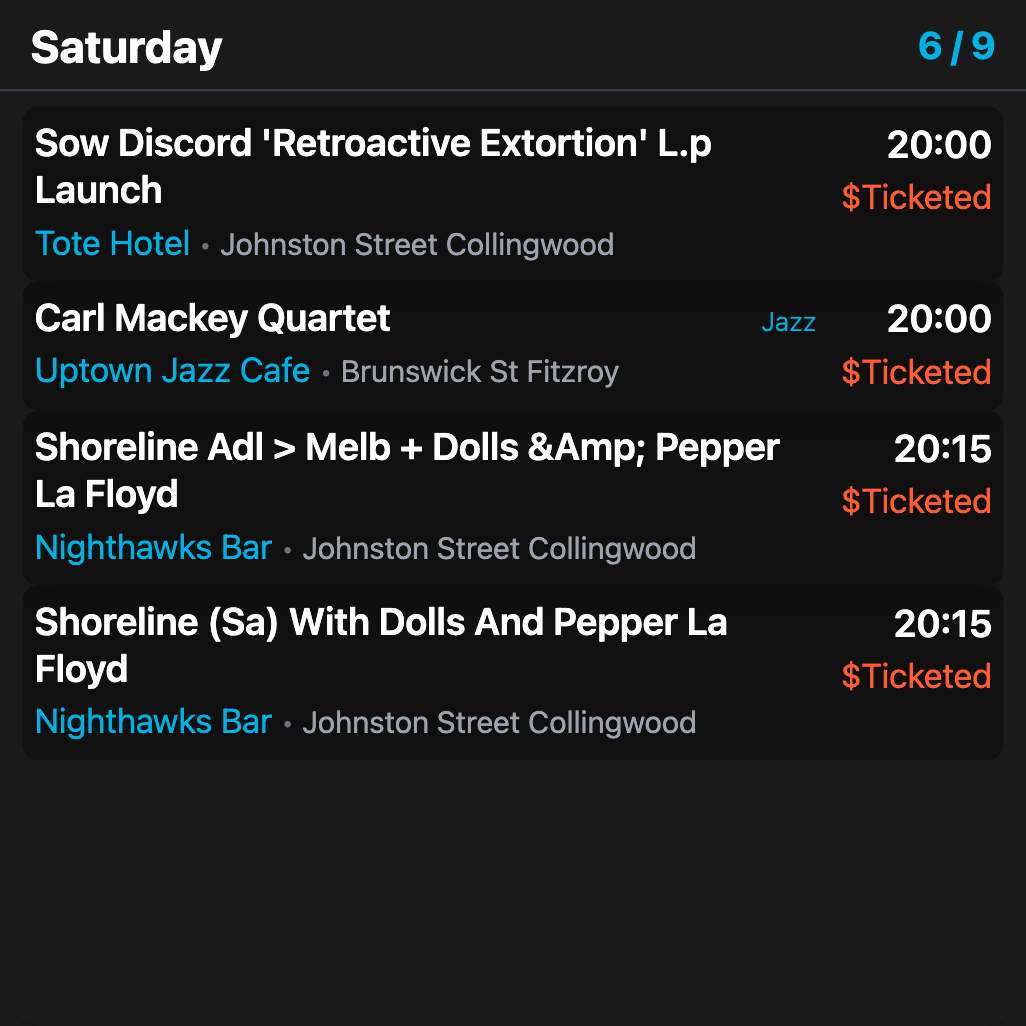 Saturday 6 / 9
Sow Discord 'Retroactive Extortion' L.p 20:00
Launch $Ticketed
Tote Hotel • Johnston Street Collingwood
Carl Mackey Quartet Jazz 20:00
Uptown Jazz Cafe • Brunswick St Fitzroy $Ticketed
Shoreline Adl > Melb + Dolls &Amp; Pepper 20:15
La Floyd $Ticketed
Nighthawks Bar • Johnston Street Collingwood
Shoreline (Sa) With Dolls And Pepper La 20:15
Floyd $Ticketed
Nighthawks Bar • Johnston Street Collingwood